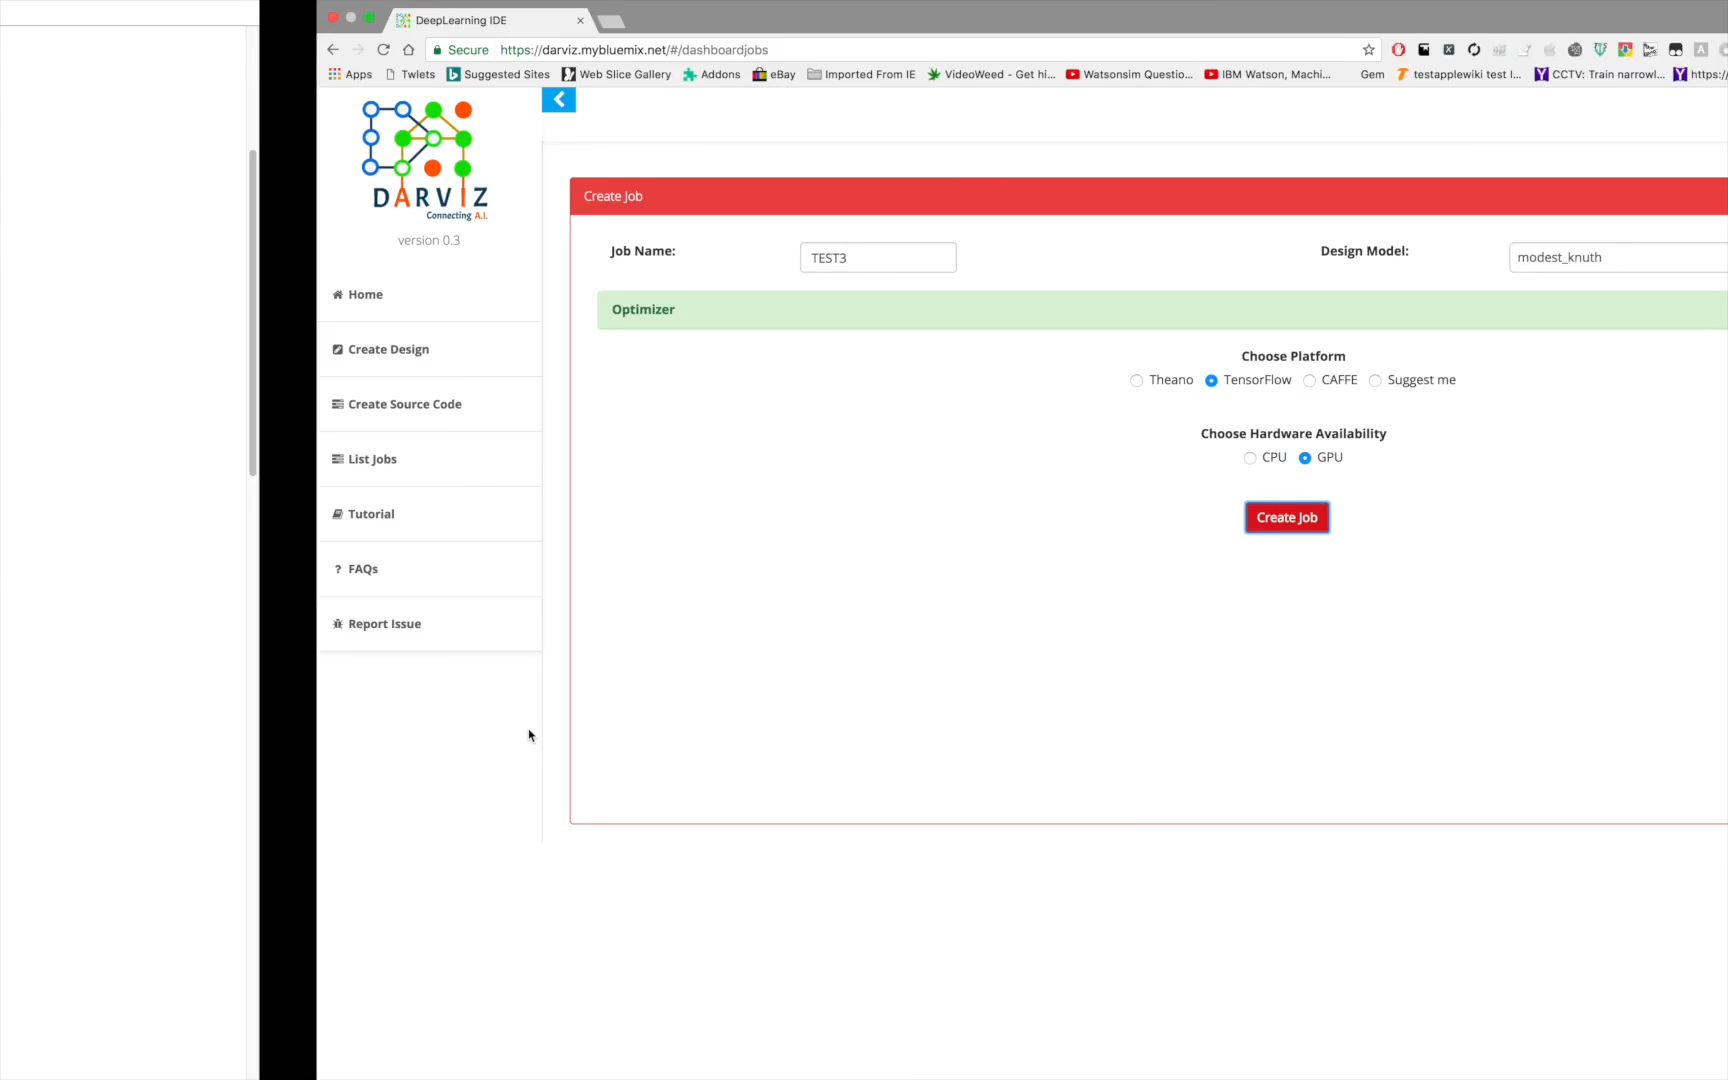 DeepLearning IDE
Secure https://darviz.mybluemix.net/#/dashboardjobs
Apps Twlets Suggested Sites Web Slice Gallery Addons eBay Imported From IE VideoWeed - Get hi... Watsonsim Questio... IBM Watson, Machi... Gem testapplewiki test I... CCTV: Train narrowl... https:/
DARVIZ
Connecting A.I.
version 0.3
Home
Create Design
Create Source Code
List Jobs
Tutorial
? FAQs
Report Issue
Create Job
Job Name: TEST3 Design Model: modest_knuth
Optimizer
Choose Platform
Theano TensorFlow CAFFE Suggest me
Choose Hardware Availability
CPU GPU
Create Job